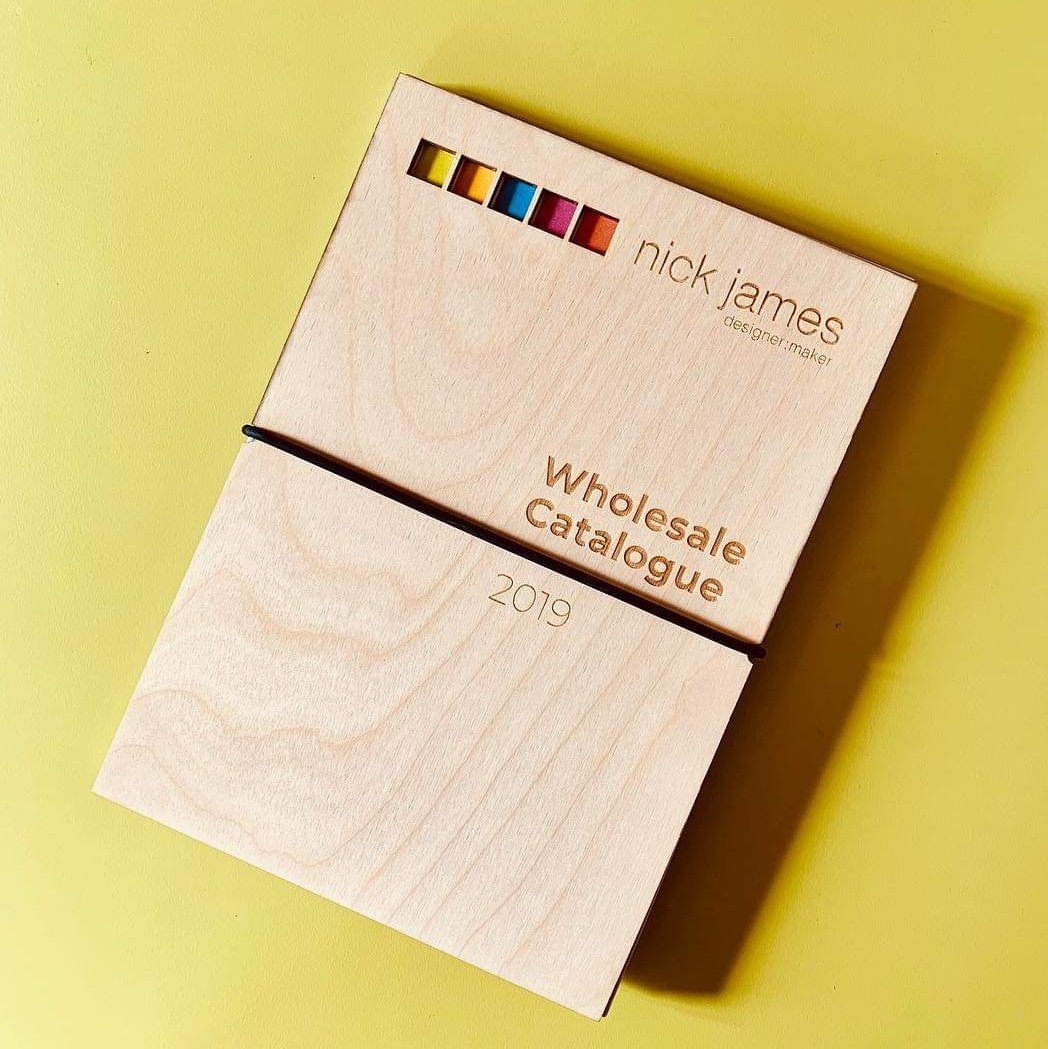 nick james
designer:maker
Wholesale
Catalogue
2019